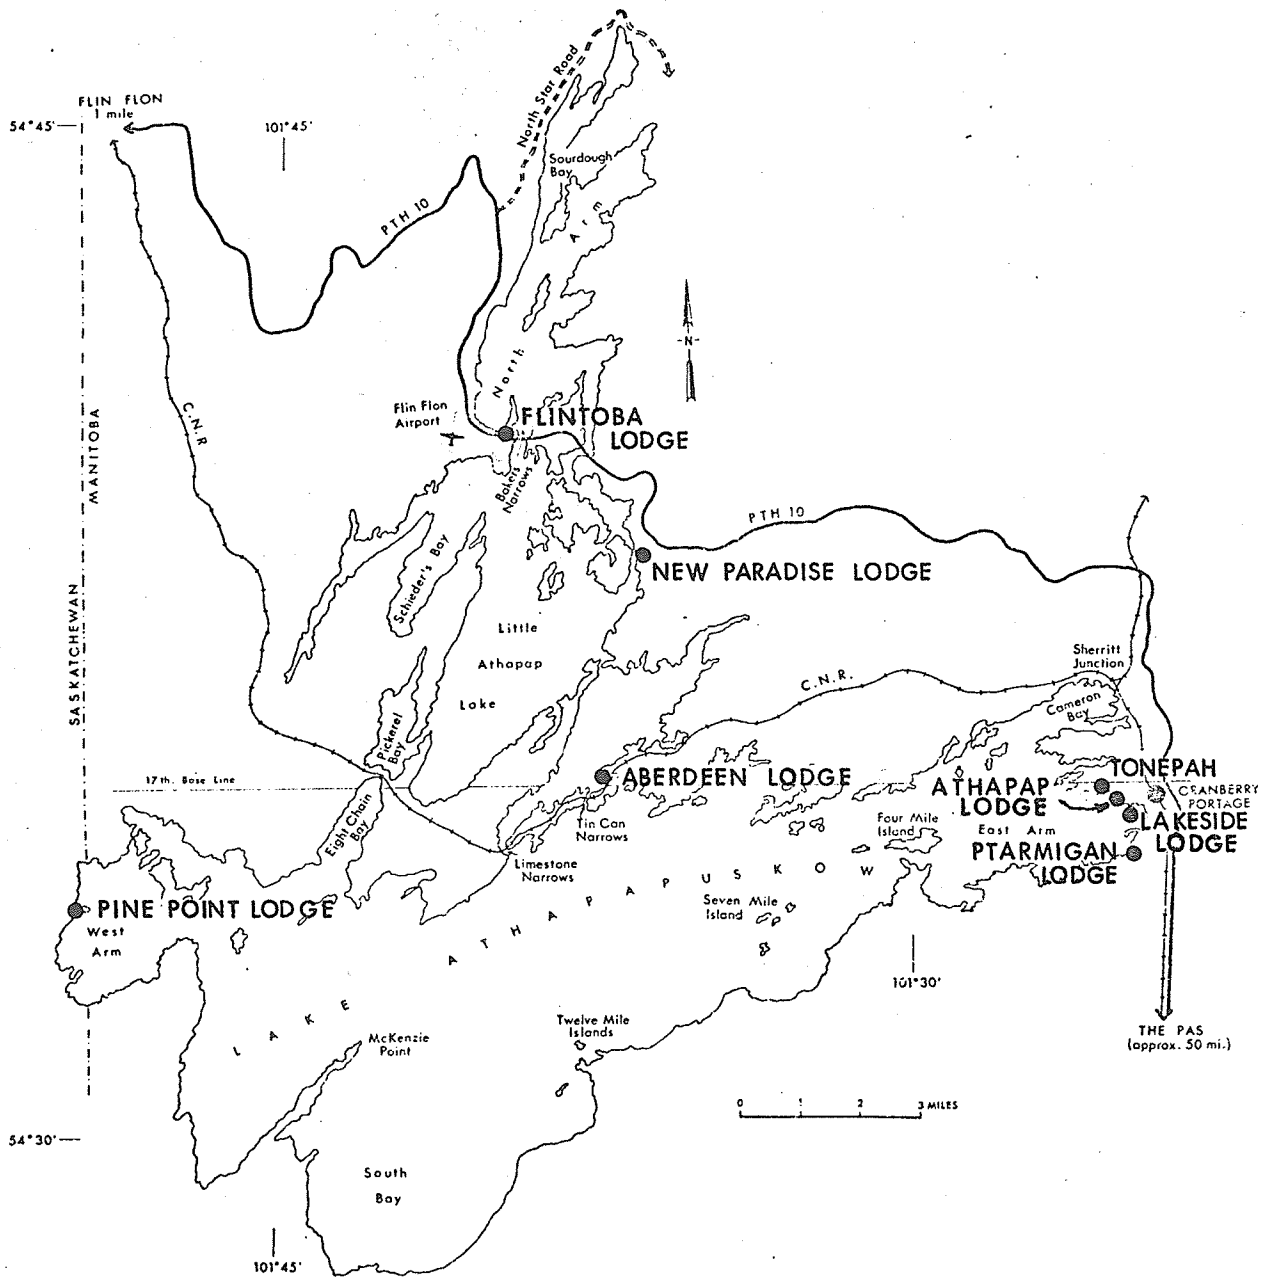 FLIN FLON
1 mile
54°45'
101°45'
North Star Road
Sourdough
Bay
PTH 10
North Arm
N
C.N.R
MANITOBA
SASKATCHEWAN
Flin Flon
Airport
FLINTOBA
LODGE
Bakers
Narrows
PTH 10
Schieder's Bay
NEW PARADISE LODGE
Little
Athapap
Lake
Sherritt
Junction
C.N.R.
Cameron
Bay
Pickerel
Bay
17th. Base Line
ABERDEEN LODGE
TONEPAH
ATHAPAP
LODGE
CRANBERRY
PORTAGE
Eight Chain
Bay
Tin Can
Narrows
Four Mile
Island
East Arm
LAKESIDE
LODGE
PTARMIGAN
LODGE
Limestone
Narrows
LAKE ATHAPAPUSKOW
Seven Mile
Island
PINE POINT LODGE
West
Arm
101°30'
McKenzie
Point
Twelve Mile
Islands
THE PAS
(approx. 50 mi.)
0 1 2 3 MILES
54°30'
South
Bay
101°45'